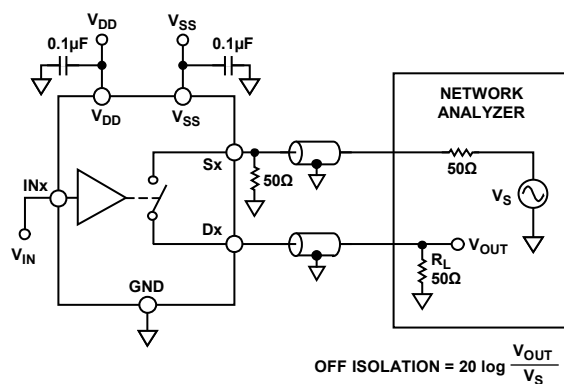 V_DD V_SS
0.1µF 0.1µF
V_DD V_SS
NETWORK
ANALYZER
Sx
50Ω
50Ω
V_S
INx
V_IN
Dx
V_OUT
R_L
50Ω
GND
OFF ISOLATION = 20 log V_OUT / V_S